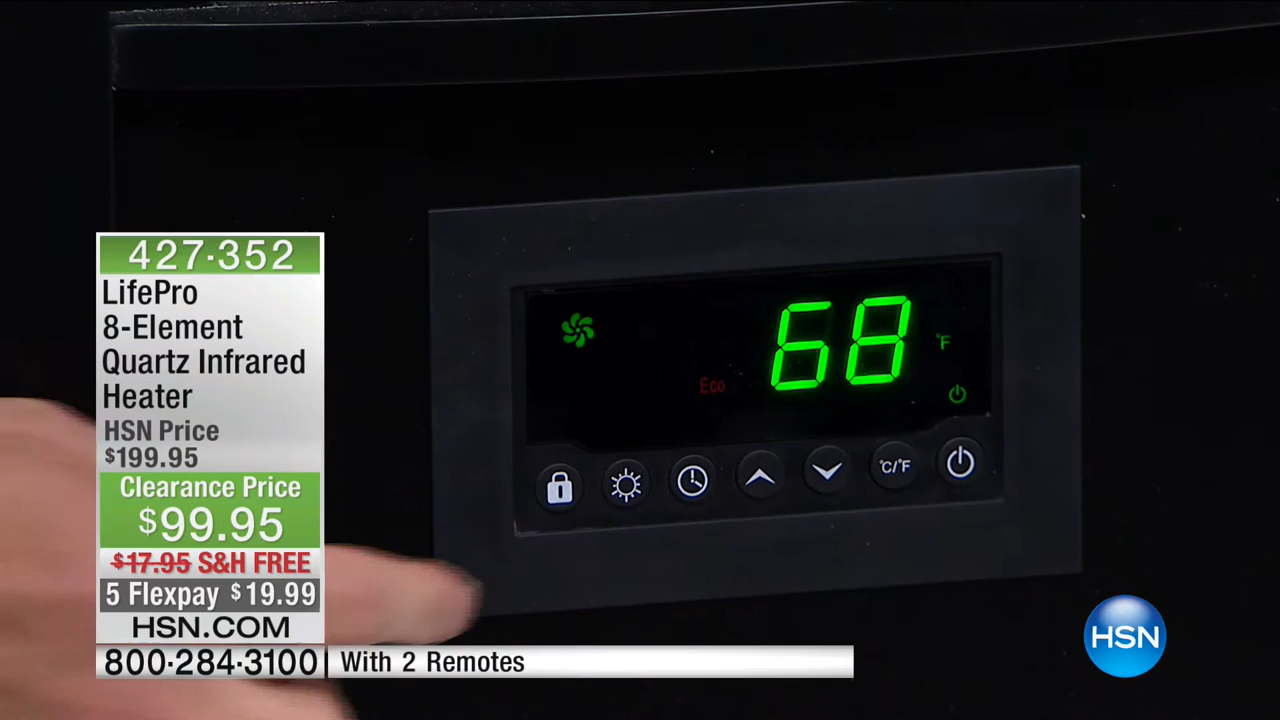 427·352
LifePro
8-Element
Quartz Infrared
Heater
HSN Price
$199.95
Clearance Price
$99.95
$17.95 S&H FREE
5 Flexpay $19.99
HSN.COM
800·284·3100
With 2 Remotes
68
°F
Eco
°C/°F
HSN